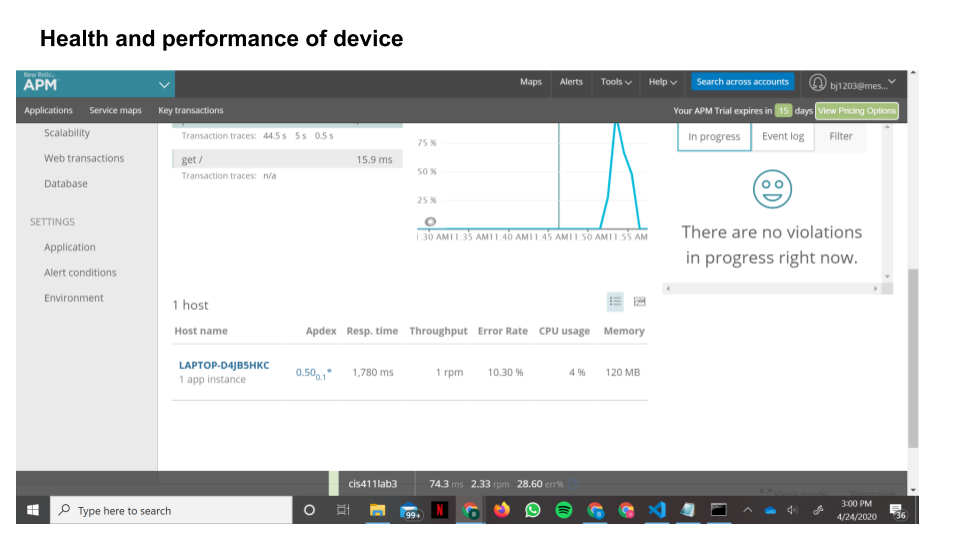 Health and performance of device
New Relic
APM
Maps Alerts Tools Help Search across accounts bj1203@mes...
Applications Service maps Key transactions
Your APM Trial expires in 15 days View Pricing Options
Scalability
Web transactions
Database
SETTINGS
Application
Alert conditions
Environment
Transaction traces: 44.5 s 5 s 0.5 s
get / 15.9 ms
Transaction traces: n/a
75 %
50 %
25 %
:30 AM 11:35 AM 11:40 AM 11:45 AM 11:50 AM 11:55 AM
In progress Event log Filter
There are no violations
in progress right now.
1 host
Host name Apdex Resp. time Throughput Error Rate CPU usage Memory
LAPTOP-D4JB5HKC 0.50 0.1* 1,780 ms 1 rpm 10.30 % 4 % 120 MB
1 app instance
cis411lab3 74.3 ms 2.33 rpm 28.60 err%
Type here to search
99+
N
3:00 PM
4/24/2020
36